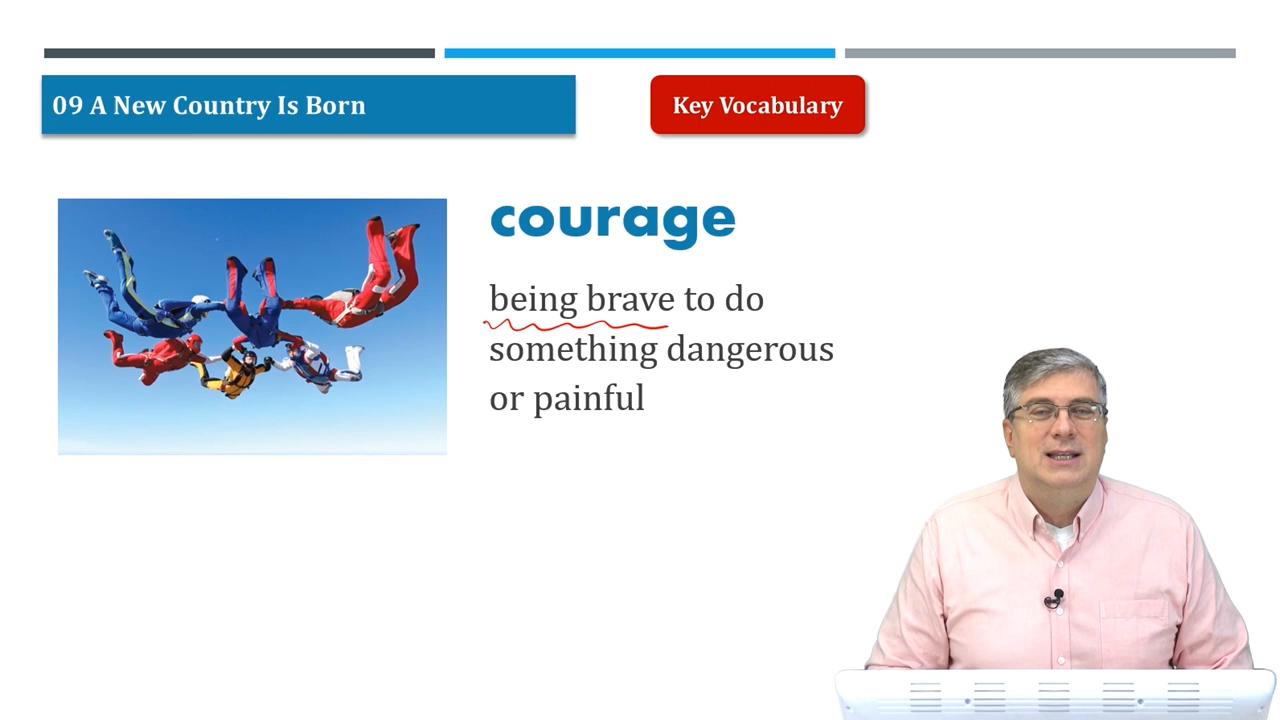 09 A New Country Is Born
Key Vocabulary
courage
being brave to do
something dangerous
or painful